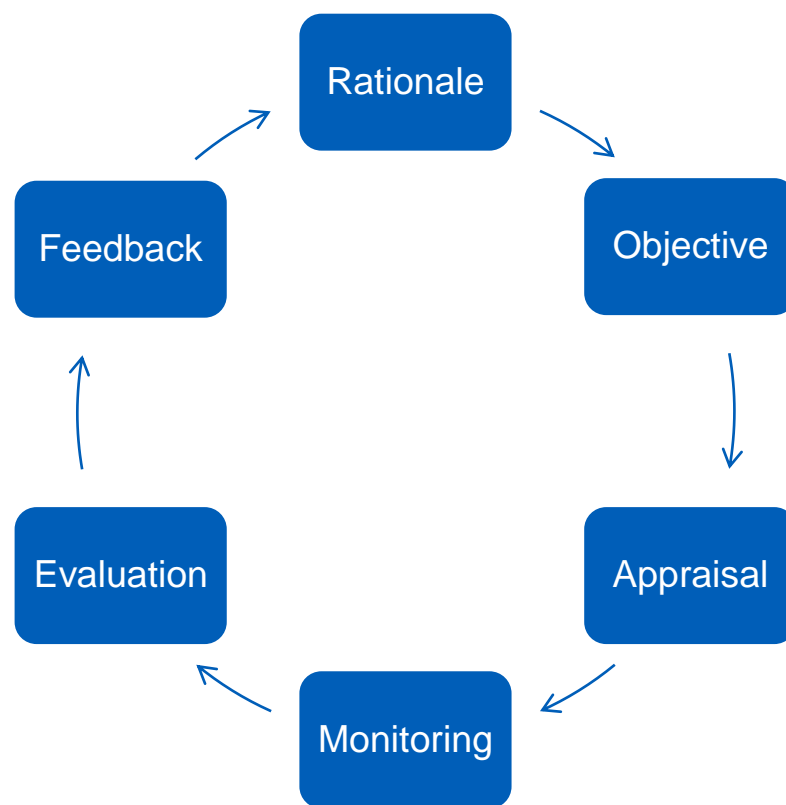 Rationale
Objective
Appraisal
Monitoring
Evaluation
Feedback